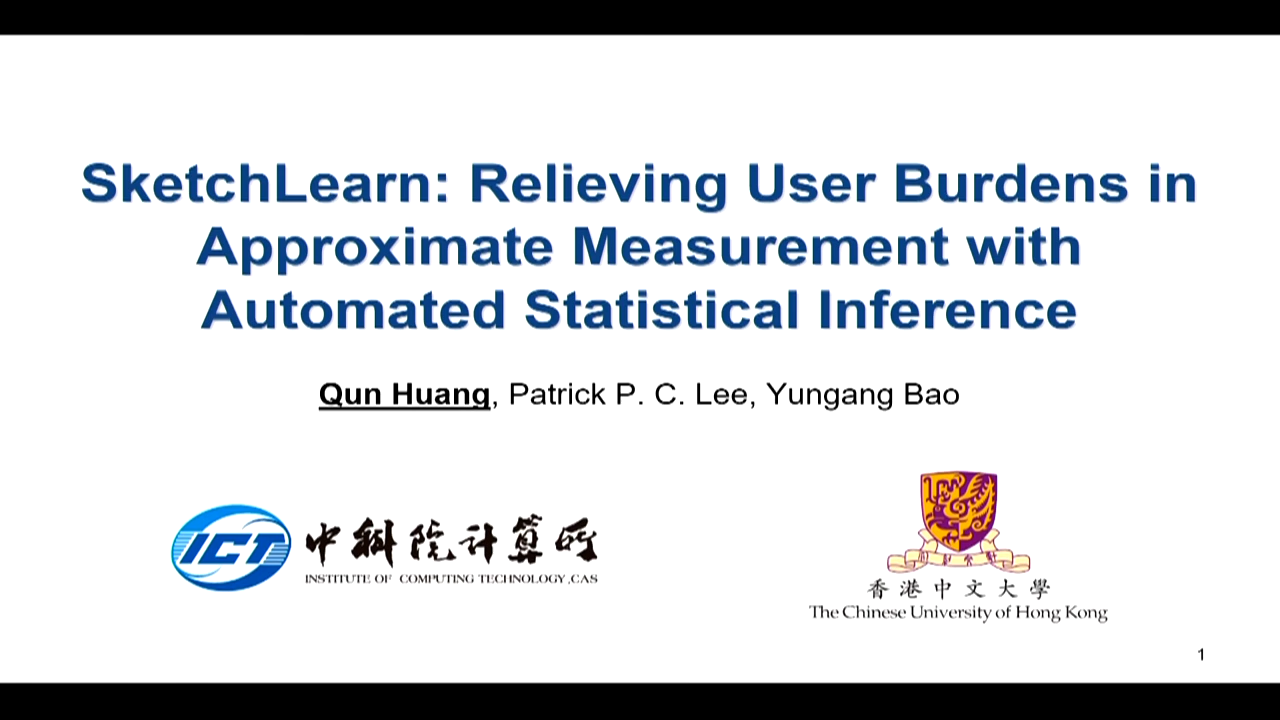 SketchLearn: Relieving User Burdens in
Approximate Measurement with
Automated Statistical Inference
Qun Huang, Patrick P. C. Lee, Yungang Bao
ICT
中科院计算所
INSTITUTE OF COMPUTING TECHNOLOGY,CAS
香港中文大學
The Chinese University of Hong Kong
1